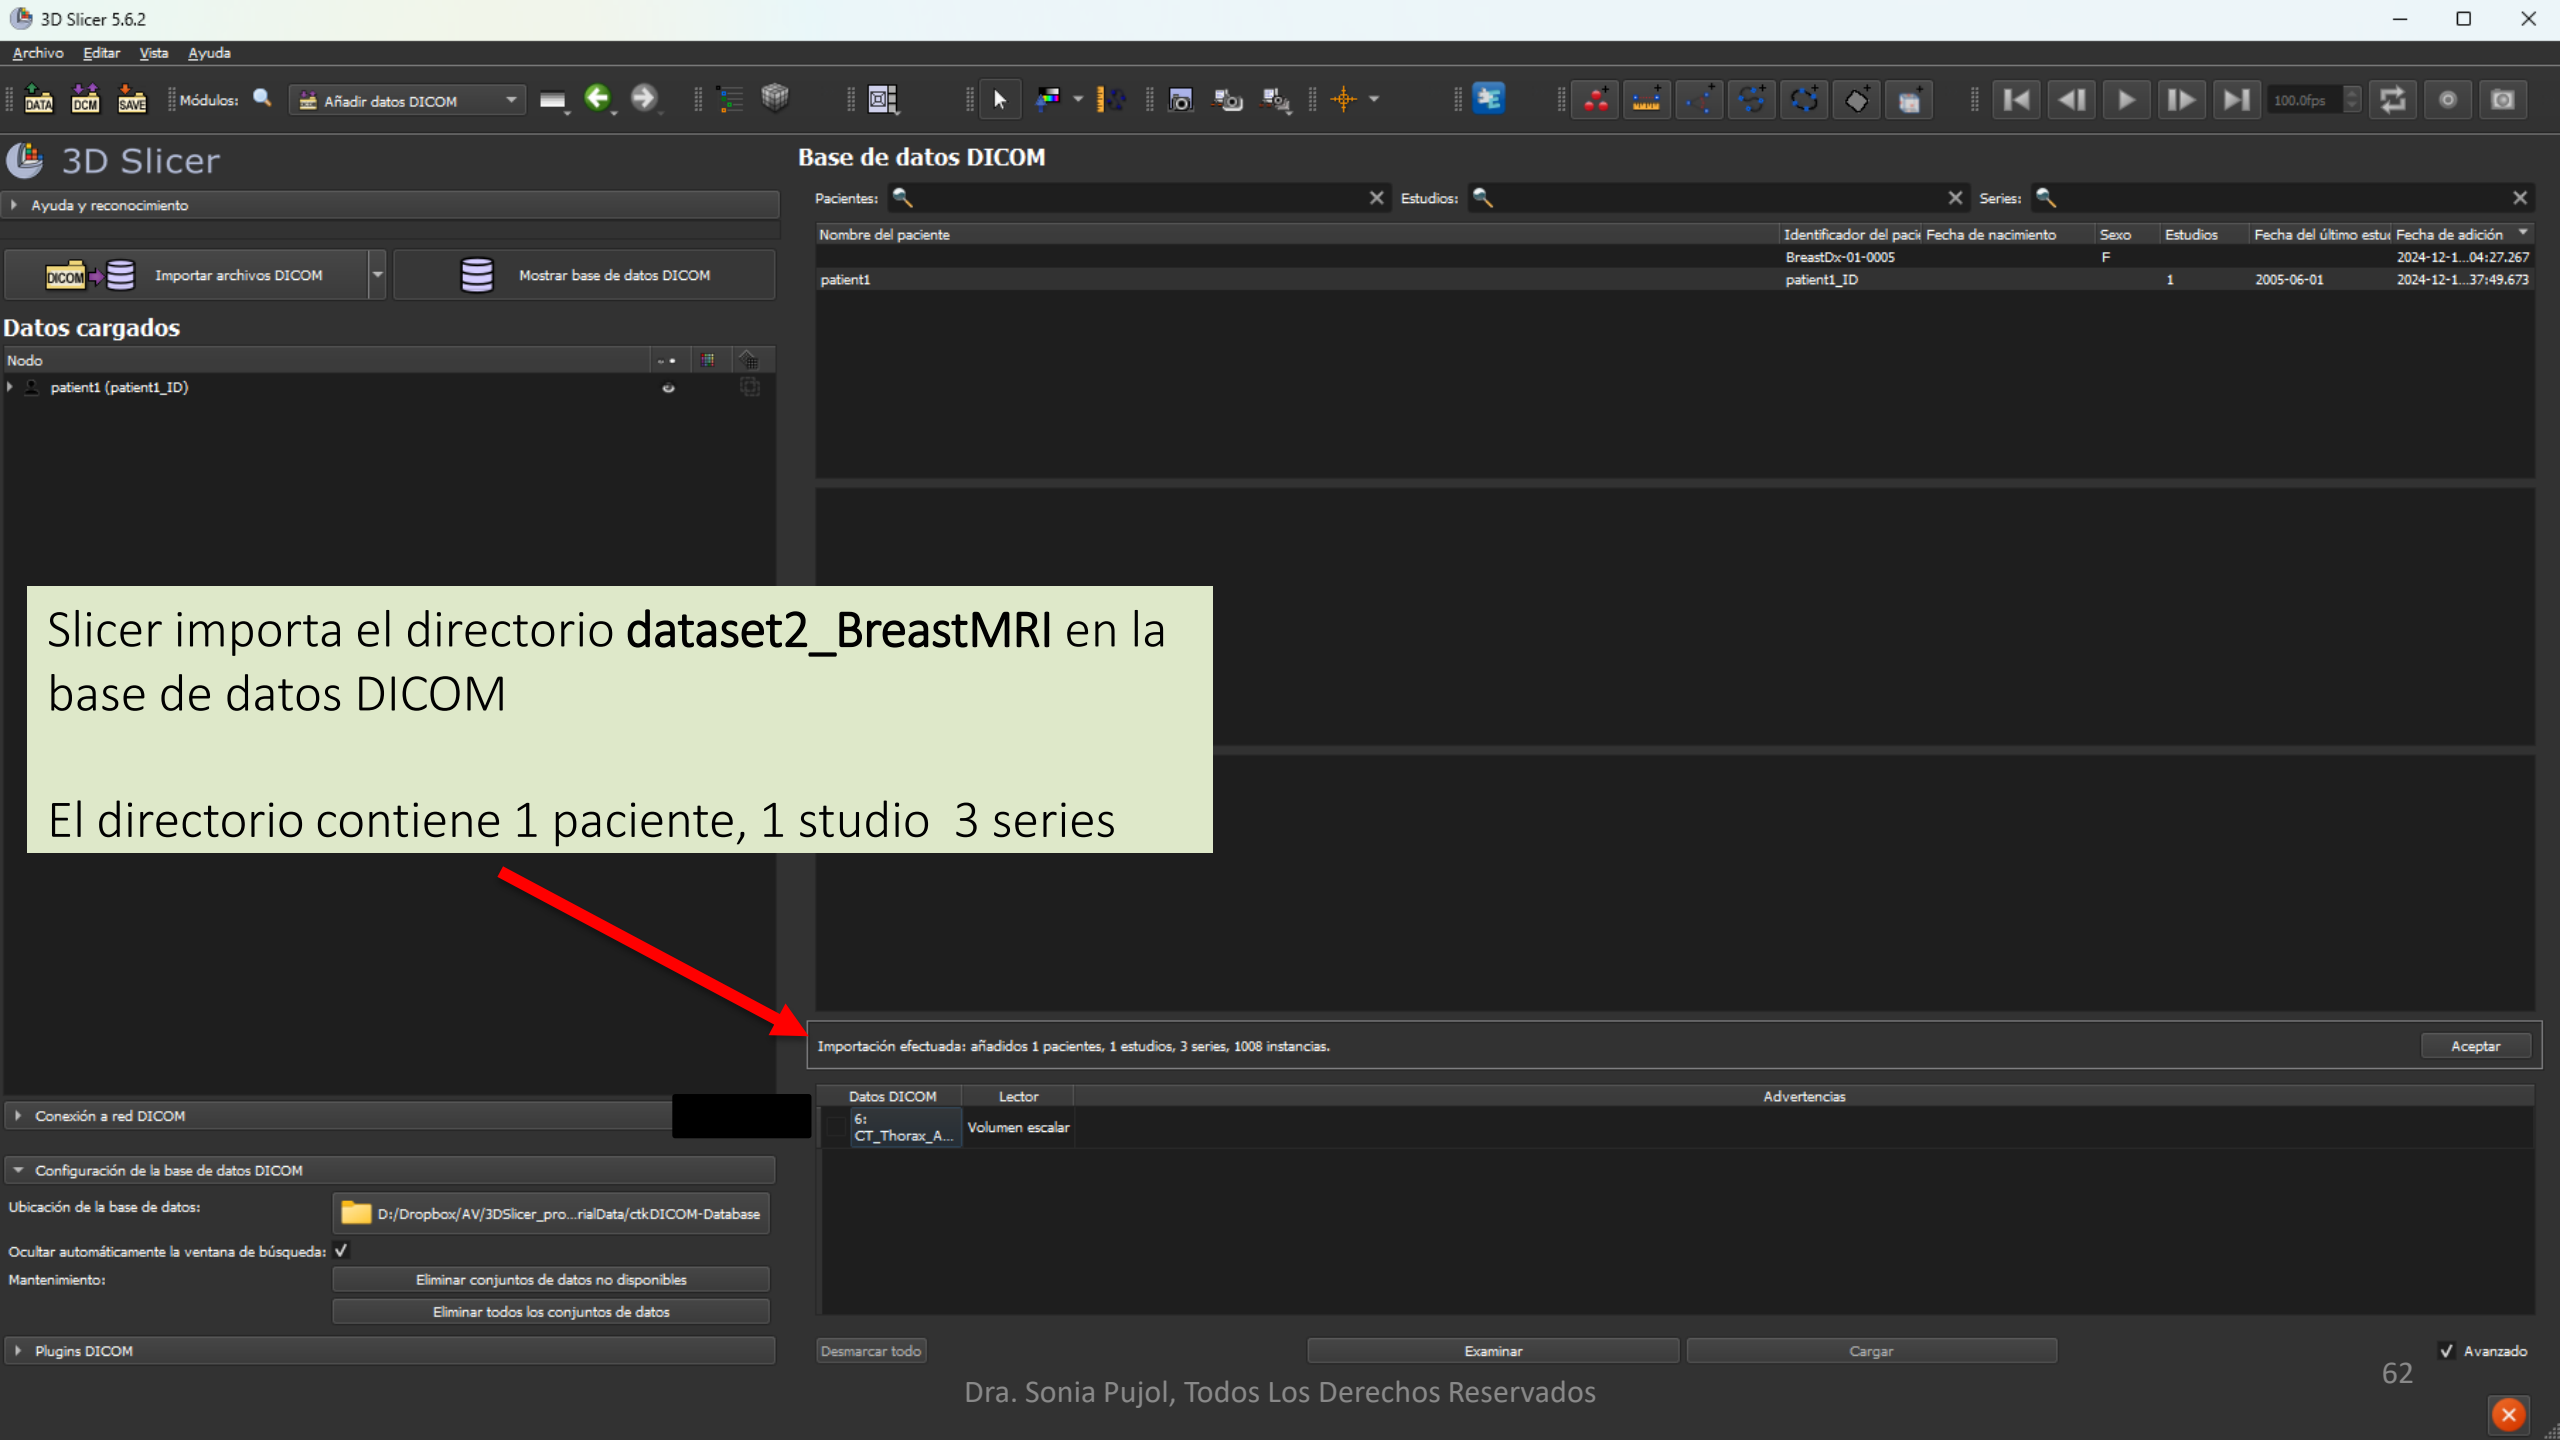 3D Slicer 5.6.2
Archivo Editar Vista Ayuda
DATA DCM SAVE Módulos: Añadir datos DICOM 100.0fps
3D Slicer
Ayuda y reconocimiento
DICOM Importar archivos DICOM Mostrar base de datos DICOM
Datos cargados
Nodo
patient1 (patient1_ID)
Base de datos DICOM
Pacientes: Estudios: Series:
Nombre del paciente Identificador del paci Fecha de nacimiento Sexo Estudios Fecha del último estu Fecha de adición
BreastDx-01-0005 F 2024-12-1...04:27.267
patient1 patient1_ID 1 2005-06-01 2024-12-1...37:49.673
Slicer importa el directorio dataset2_BreastMRI en la
base de datos DICOM
El directorio contiene 1 paciente, 1 studio 3 series
Importación efectuada: añadidos 1 pacientes, 1 estudios, 3 series, 1008 instancias.
Aceptar
Datos DICOM Lector Advertencias
6:
CT_Thorax_A... Volumen escalar
Conexión a red DICOM
Configuración de la base de datos DICOM
Ubicación de la base de datos: D:/Dropbox/AV/3DSlicer_pro...rialData/ctkDICOM-Database
Ocultar automáticamente la ventana de búsqueda:
Mantenimiento: Eliminar conjuntos de datos no disponibles
Eliminar todos los conjuntos de datos
Plugins DICOM
Desmarcar todo Examinar Cargar Avanzado
62
Dra. Sonia Pujol, Todos Los Derechos Reservados